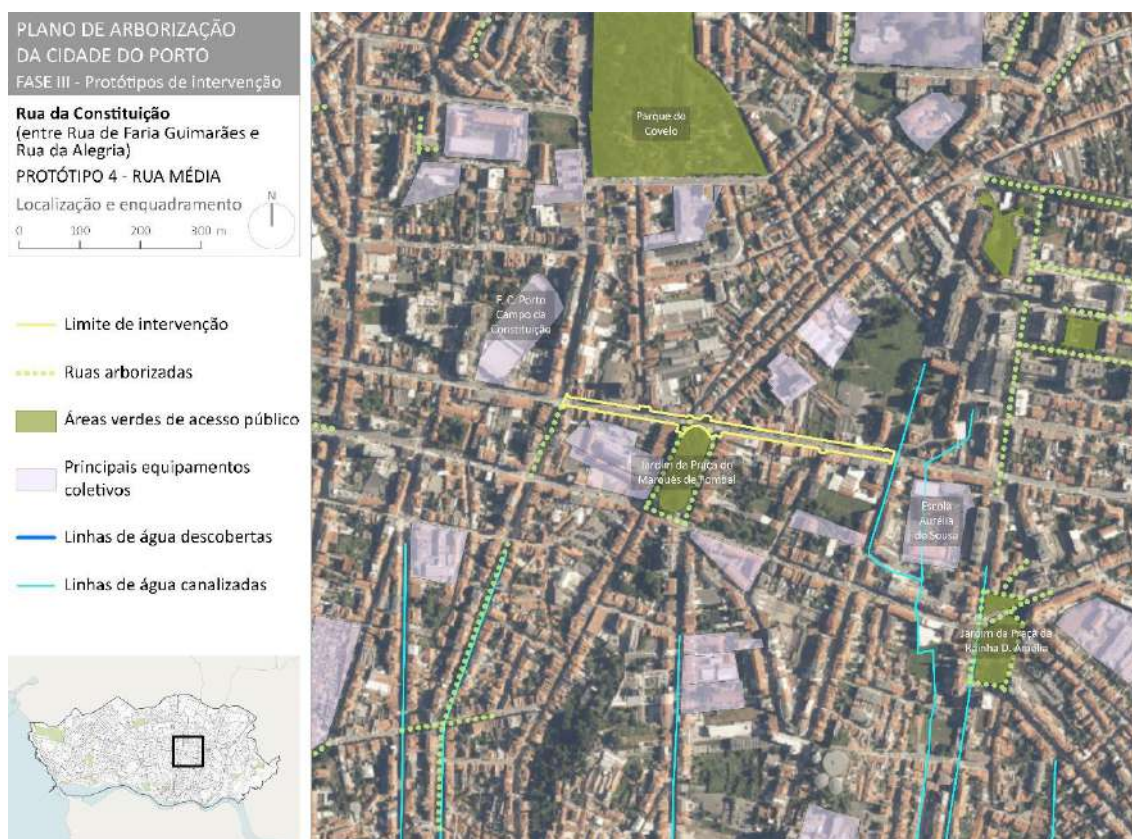 PLANO DE ARBORIZAÇÃO
DA CIDADE DO PORTO
FASE III - Protótipos de intervenção
Rua da Constituição
(entre Rua de Faria Guimarães e
Rua da Alegria)
PROTÓTIPO 4 - RUA MÉDIA
Localização e enquadramento
N
0 100 200 300 m
Limite de intervenção
Ruas arborizadas
Áreas verdes de acesso público
Principais equipamentos
coletivos
Linhas de água descobertas
Linhas de água canalizadas
Parque do
Covelo
F. C. Porto
Campo da
Constituição
Jardim da Praça do
Marquês de Pombal
Escola
Aurélia
de Sousa
Jardim da Praça da
Rainha D. Amélia